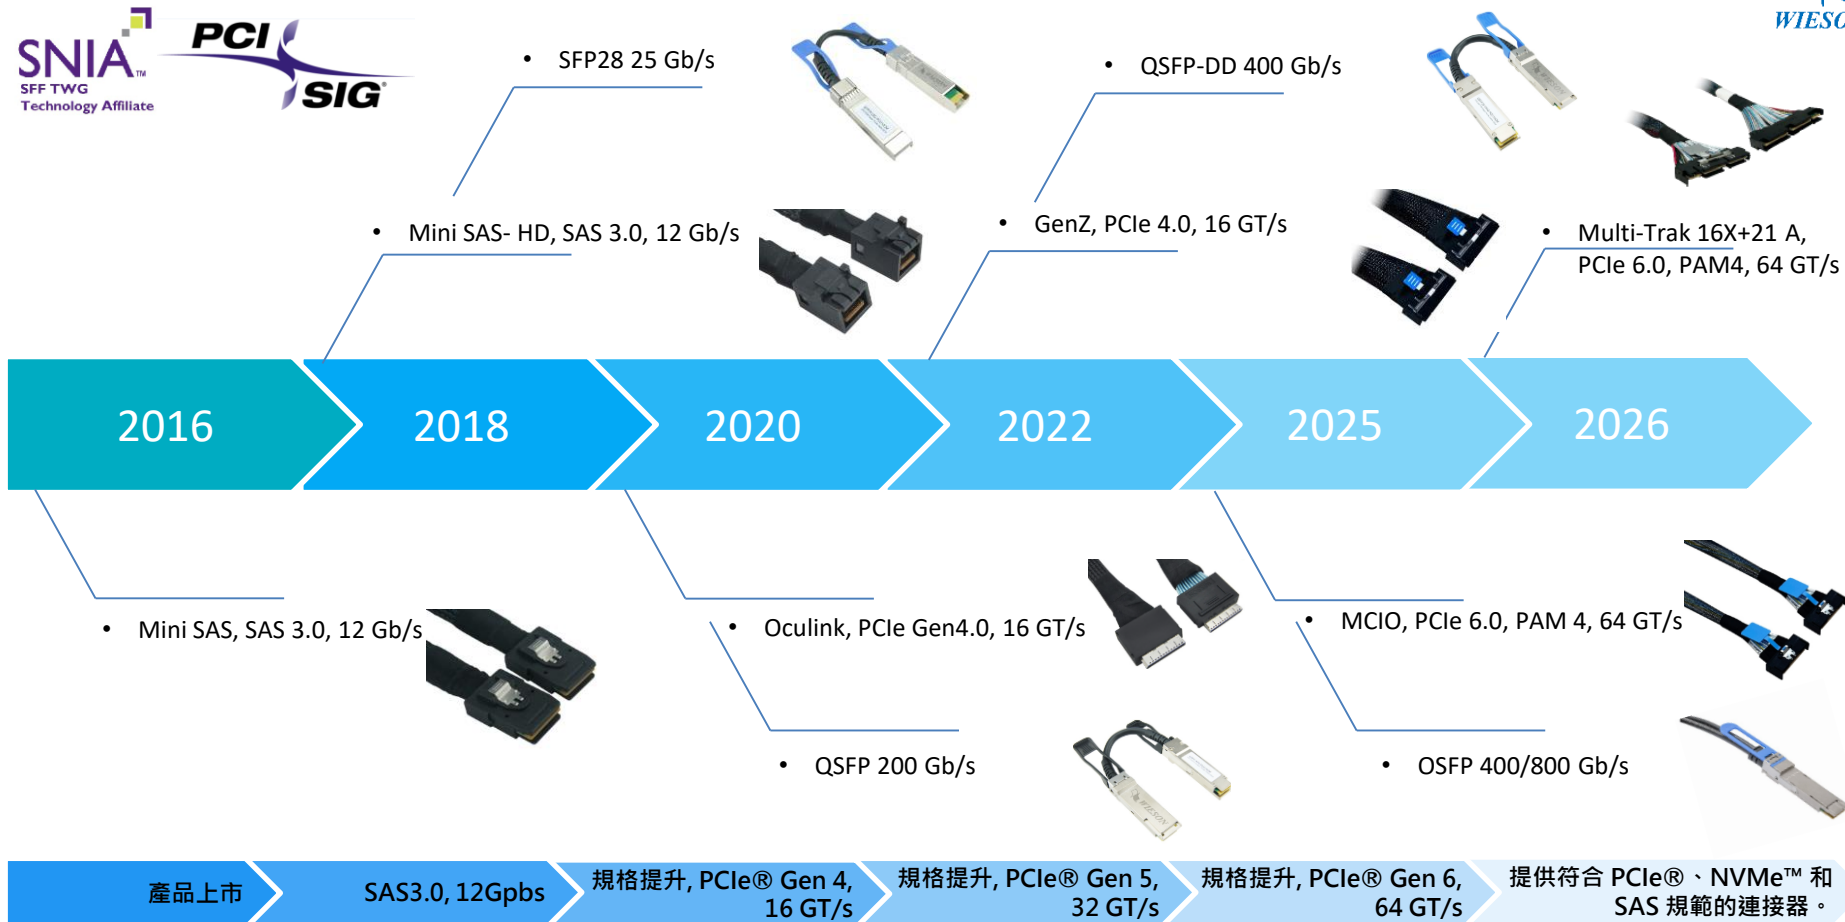 SNIA™
SFF TWG
Technology Affiliate
PCI
SIG®
• SFP28 25 Gb/s
• QSFP-DD 400 Gb/s
• Mini SAS- HD, SAS 3.0, 12 Gb/s
• GenZ, PCIe 4.0, 16 GT/s
• Multi-Trak 16X+21 A,
PCIe 6.0, PAM4, 64 GT/s
2016
2018
2020
2022
2025
2026
• Mini SAS, SAS 3.0, 12 Gb/s
• Oculink, PCIe Gen4.0, 16 GT/s
• MCIO, PCIe 6.0, PAM 4, 64 GT/s
• QSFP 200 Gb/s
• OSFP 400/800 Gb/s
WIESON
產品上市
SAS3.0, 12Gpbs
規格提升, PCIe® Gen 4,
16 GT/s
規格提升, PCIe® Gen 5,
32 GT/s
規格提升, PCIe® Gen 6,
64 GT/s
提供符合 PCIe®、NVMe™ 和
SAS 規範的連接器。